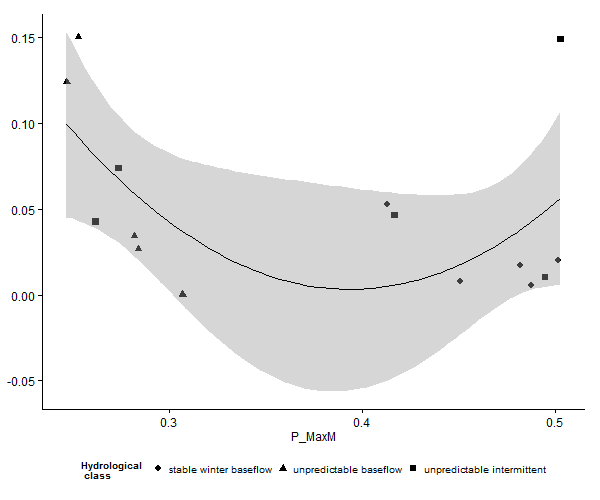 0.15
0.10
0.05
0.00
-0.05
0.3
0.4
0.5
P_MaxM
Hydrological
class
stable winter baseflow
unpredictable baseflow
unpredictable intermittent